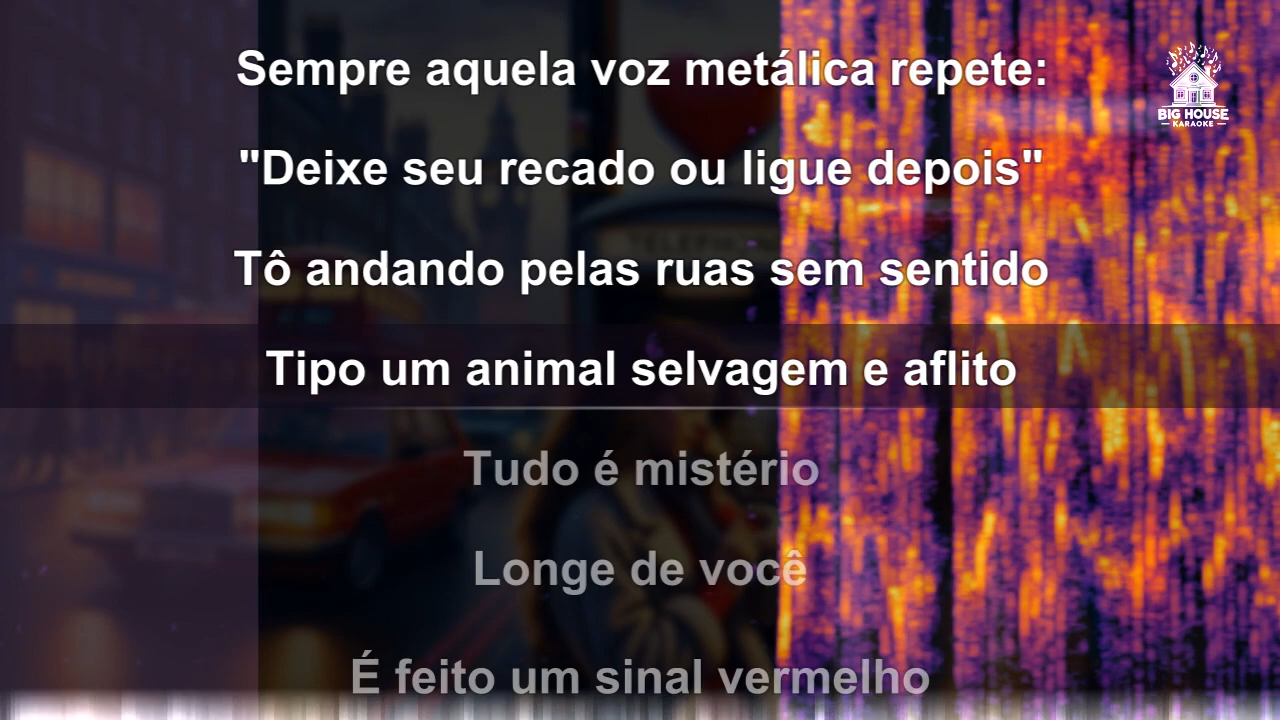 Sempre aquela voz metálica repete:
"Deixe seu recado ou ligue depois"
Tô andando pelas ruas sem sentido
Tipo um animal selvagem e aflito
Tudo é mistério
Longe de você
É feito um sinal vermelho
BIG HOUSE
KARAOKE
TELEPHONE